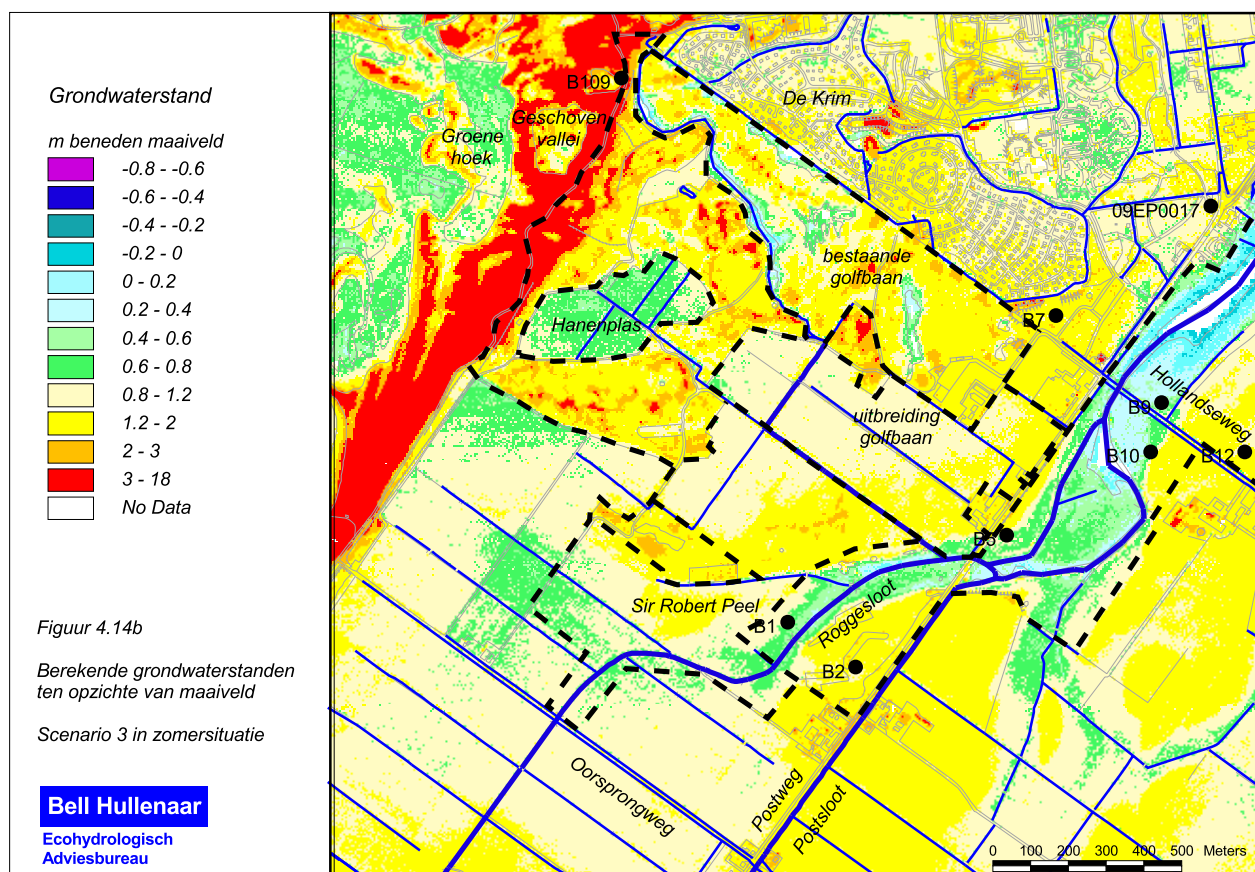 Grondwaterstand
m beneden maaiveld
-0.8 - -0.6
-0.6 - -0.4
-0.4 - -0.2
-0.2 - 0
0 - 0.2
0.2 - 0.4
0.4 - 0.6
0.6 - 0.8
0.8 - 1.2
1.2 - 2
2 - 3
3 - 18
No Data
Figuur 4.14b
Berekende grondwaterstanden
ten opzichte van maaiveld
Scenario 3 in zomersituatie
Bell Hullenaar
Ecohydrologisch
Adviesbureau
B109
De Krim
Geschoven
vallei
Groene
hoek
09EP0017
bestaande
golfbaan
Hanenplas
B7
Hollandseweg
B9
uitbreiding
golfbaan
B10
B12
B3
Sir Robert Peel
Roggesloot
B1
B2
Oorsprongweg
Postweg
Postsloot
0 100 200 300 400 500 Meters